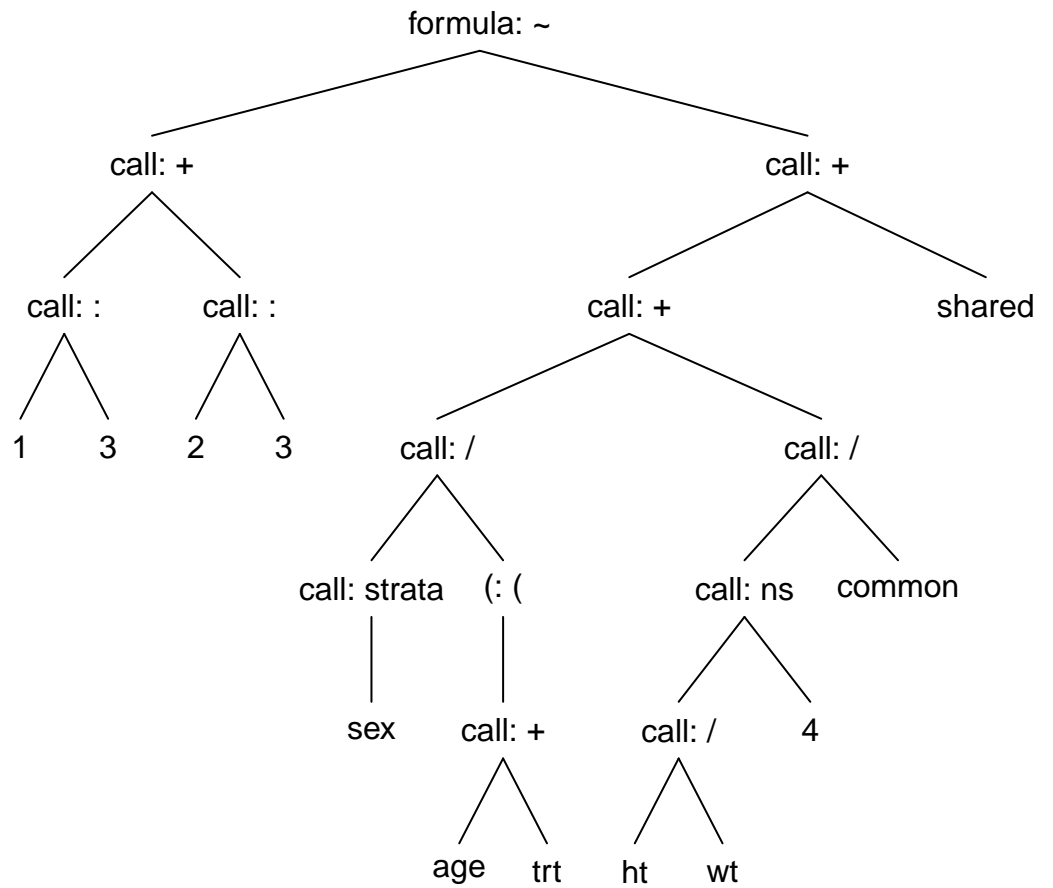 formula: ~
call: + call: +
call: : call: : call: + shared
1 3 2 3 call: / call: /
call: strata (: ( call: ns common
sex call: + call: / 4
age trt ht wt